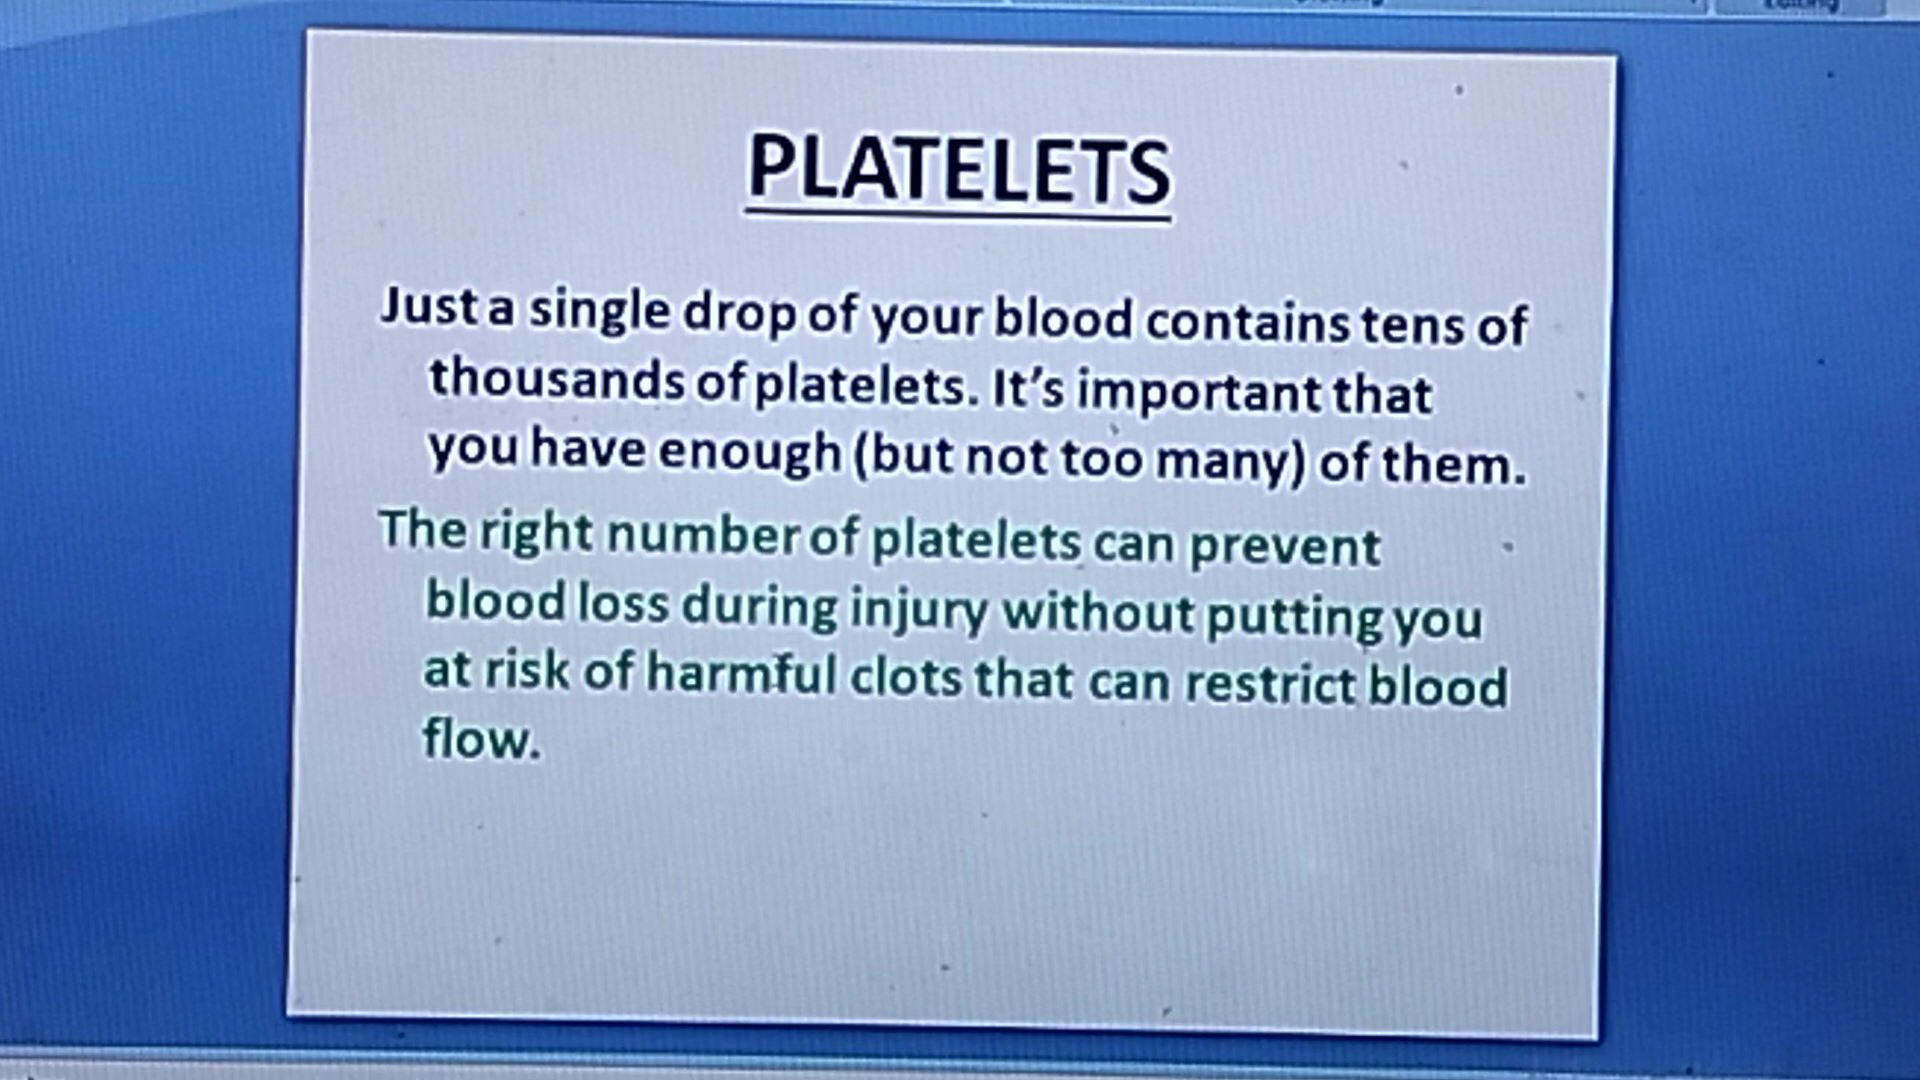 PLATELETS
Just a single drop of your blood contains tens of
thousands of platelets. It’s important that
you have enough (but not too many) of them.
The right number of platelets can prevent
blood loss during injury without putting you
at risk of harmful clots that can restrict blood
flow.